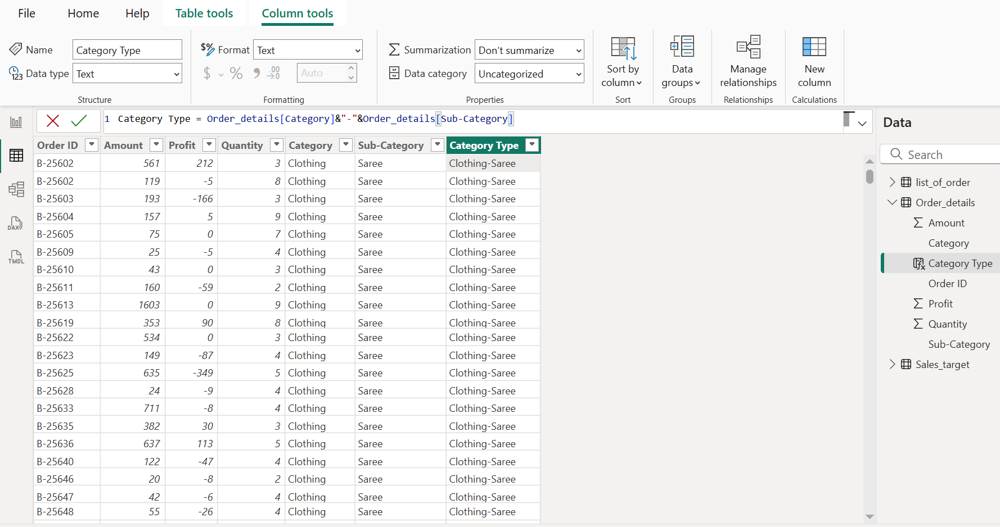 File Home Help Table tools Column tools
Name Category Type
Data type Text
Structure
$% Format Text
$ % , .00 Auto
Formatting
Summarization Don't summarize
Data category Uncategorized
Properties
Sort by
column
Sort
Data
groups
Groups
Manage
relationships
Relationships
New
column
Calculations
1 Category Type = Order_details[Category]&"-"&Order_details[Sub-Category]
DAX
TMDL
Order ID Amount Profit Quantity Category Sub-Category Category Type
B-25602 561 212 3 Clothing Saree Clothing-Saree
B-25602 119 -5 8 Clothing Saree Clothing-Saree
B-25603 193 -166 3 Clothing Saree Clothing-Saree
B-25604 157 5 9 Clothing Saree Clothing-Saree
B-25605 75 0 7 Clothing Saree Clothing-Saree
B-25609 25 -5 4 Clothing Saree Clothing-Saree
B-25610 43 0 3 Clothing Saree Clothing-Saree
B-25611 160 -59 2 Clothing Saree Clothing-Saree
B-25613 1603 0 9 Clothing Saree Clothing-Saree
B-25619 353 90 8 Clothing Saree Clothing-Saree
B-25622 534 0 3 Clothing Saree Clothing-Saree
B-25623 149 -87 4 Clothing Saree Clothing-Saree
B-25625 635 -349 5 Clothing Saree Clothing-Saree
B-25628 24 -9 4 Clothing Saree Clothing-Saree
B-25633 711 -8 4 Clothing Saree Clothing-Saree
B-25635 382 30 3 Clothing Saree Clothing-Saree
B-25636 637 113 5 Clothing Saree Clothing-Saree
B-25640 122 -47 4 Clothing Saree Clothing-Saree
B-25646 20 -8 2 Clothing Saree Clothing-Saree
B-25647 42 -6 4 Clothing Saree Clothing-Saree
B-25648 55 -26 4 Clothing Saree Clothing-Saree
Data
Search
list_of_order
Order_details
Amount
Category
Category Type
Order ID
Profit
Quantity
Sub-Category
Sales_target